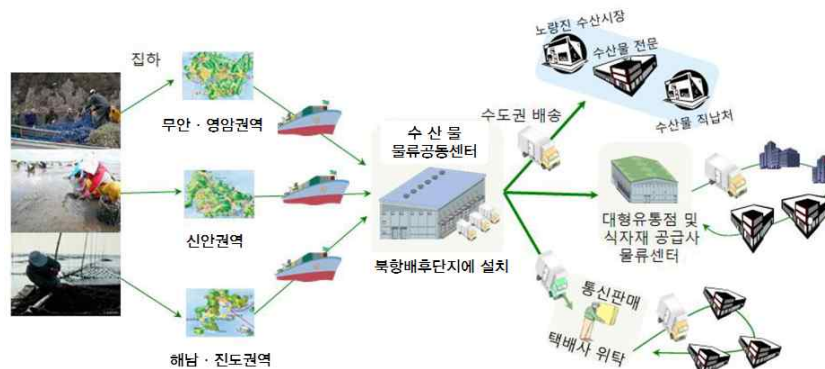 집하
무안 · 영암권역
신안권역
해남 · 진도권역
수 산 물
물류공동센터
북항배후단지에 설치
수도권 배송
노량진 수산시장
수산물 전문
수산물 직납처
대형유통점 및
식자재 공급사
물류센터
통신판매
택배사 위탁